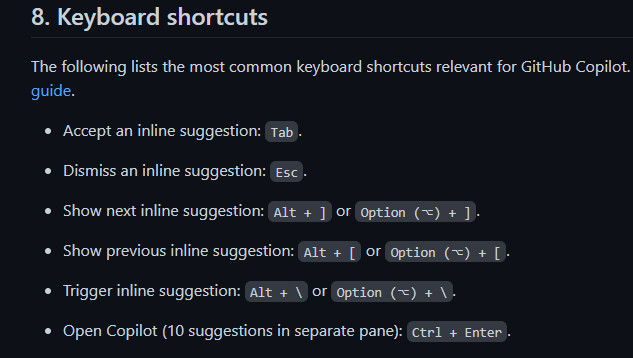 8. Keyboard shortcuts
The following lists the most common keyboard shortcuts relevant for GitHub Copilot.
guide.
• Accept an inline suggestion: Tab.
• Dismiss an inline suggestion: Esc.
• Show next inline suggestion: Alt + ] or Option (⌥) + ].
• Show previous inline suggestion: Alt + [ or Option (⌥) + [.
• Trigger inline suggestion: Alt + \ or Option (⌥) + \.
• Open Copilot (10 suggestions in separate pane): Ctrl + Enter.